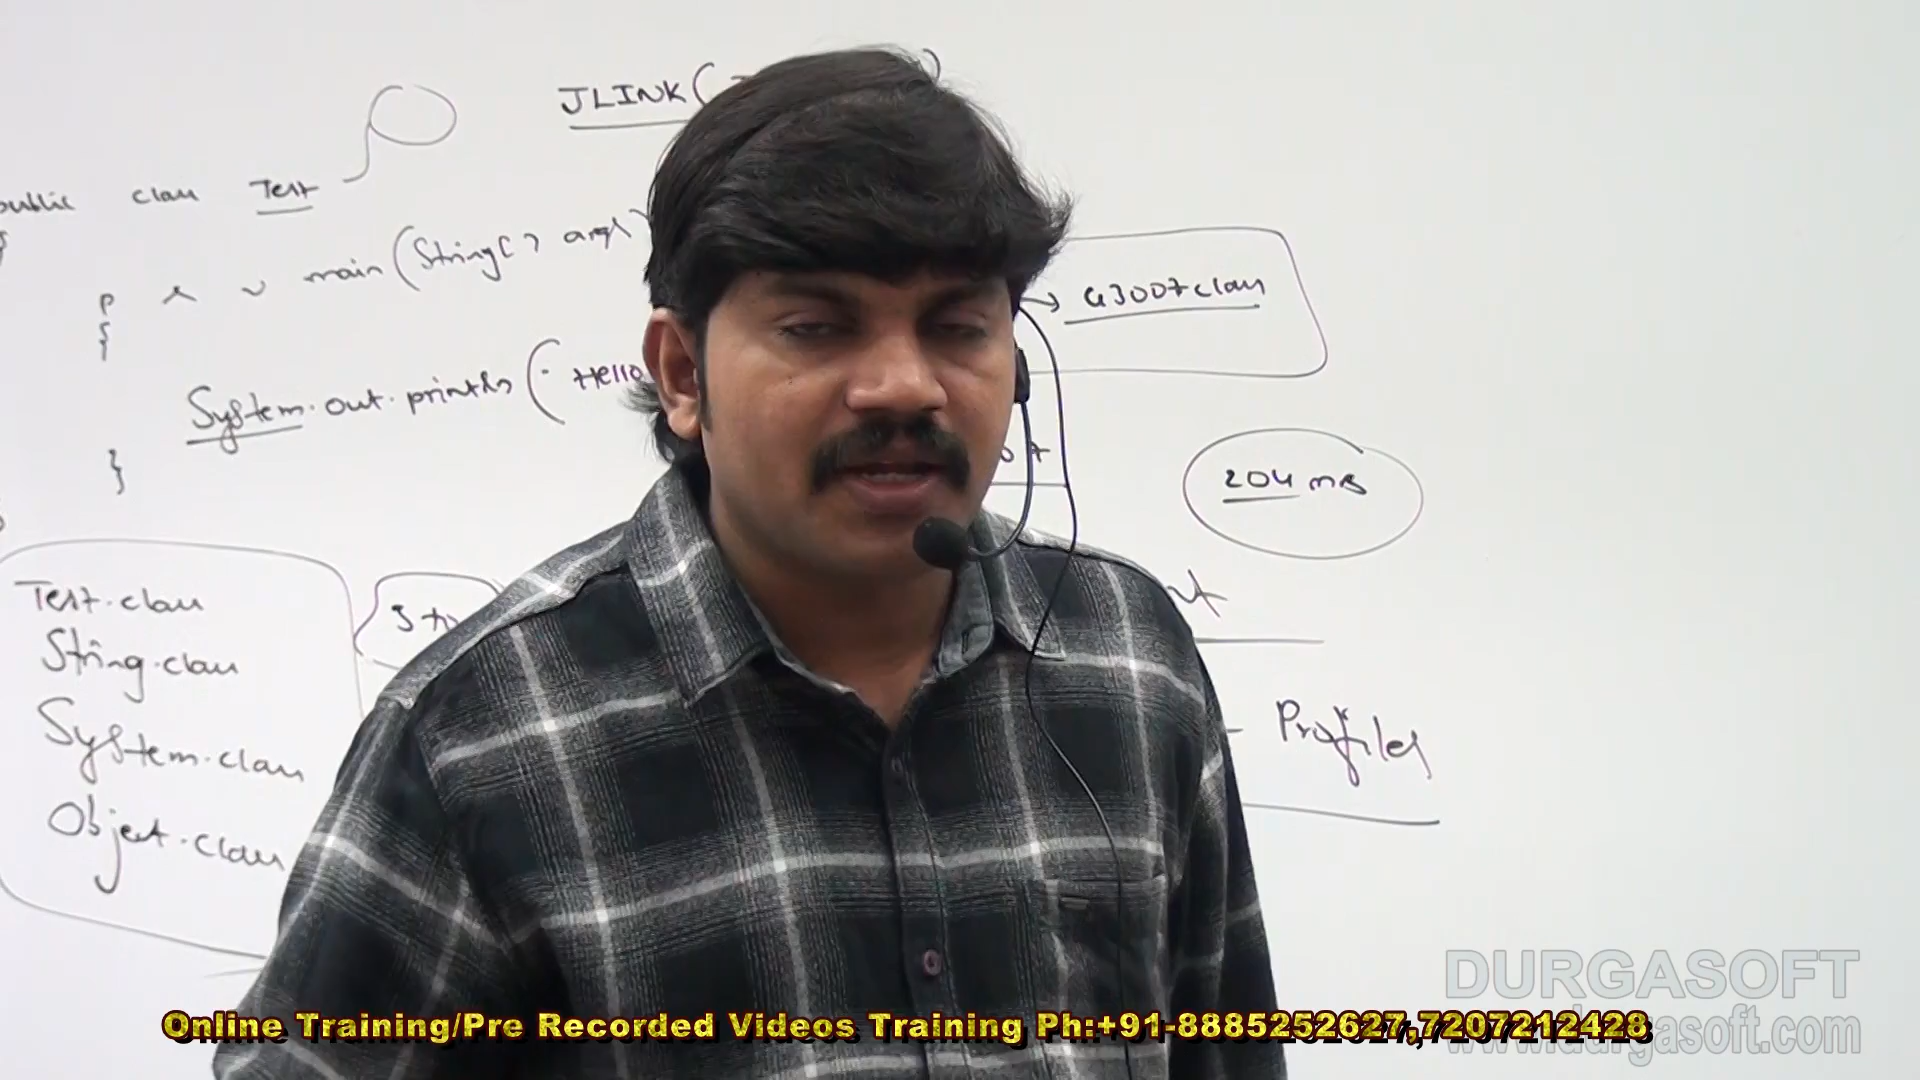 JLINK(
public class Test
p s v main(String[] args)
{
→ 4300+class
System.out.println("Hello
}
204 MB
Test.class
String.class
System.class
Object.class
Profiles
DURGASOFT
www.durgasoft.com
Online Training/Pre Recorded Videos Training Ph:+91-8885252627,7207212428